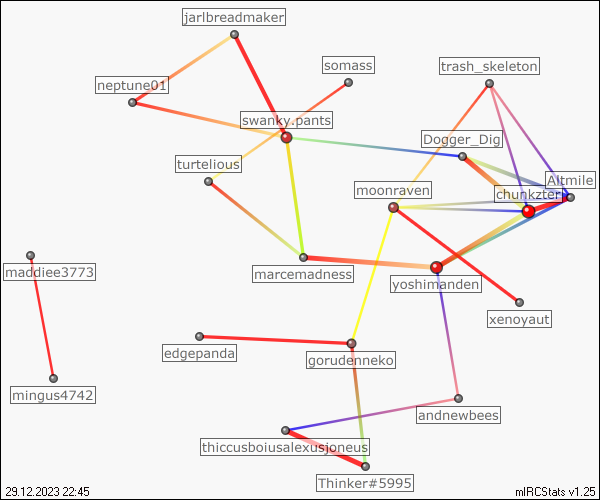 jarlbreadmaker
somass
trash_skeleton
neptune01
swanky.pants
Dogger_Dig
turtelious
Altmile
moonraven
chunkzter
maddiee3773
marcemadness
yoshimanden
xenoyaut
edgepanda
gorudenneko
mingus4742
andnewbees
thiccusboiusalexusjoneus
Thinker#5995
29.12.2023 22:45
mIRCStats v1.25